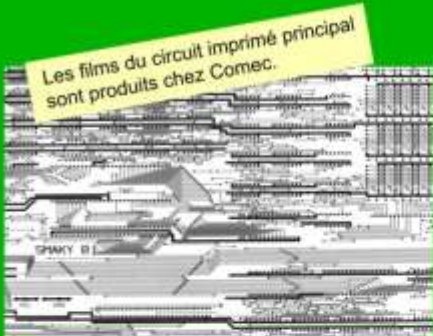 Les films du circuit imprimé principal
sont produits chez Comec.
SMAKY